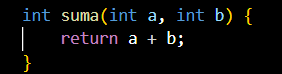 int suma(int a, int b) {
    return a + b;
}